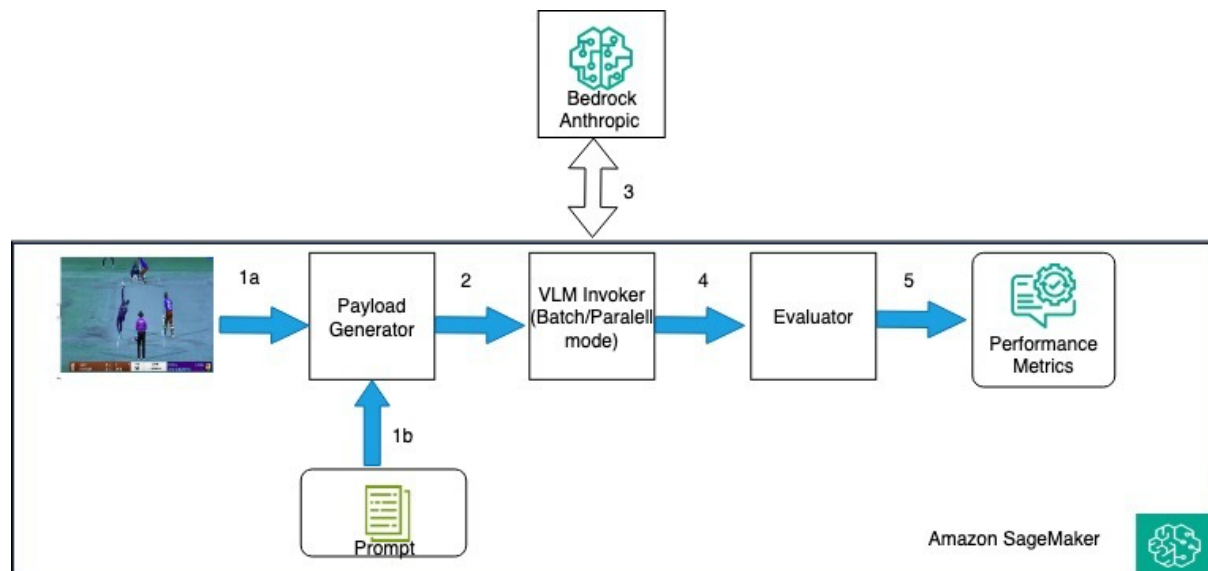 Bedrock
Anthropic
3
1a
Payload
Generator
2
VLM Invoker
(Batch/Paralell
mode)
4
Evaluator
5
Performance
Metrics
1b
Prompt
Amazon SageMaker